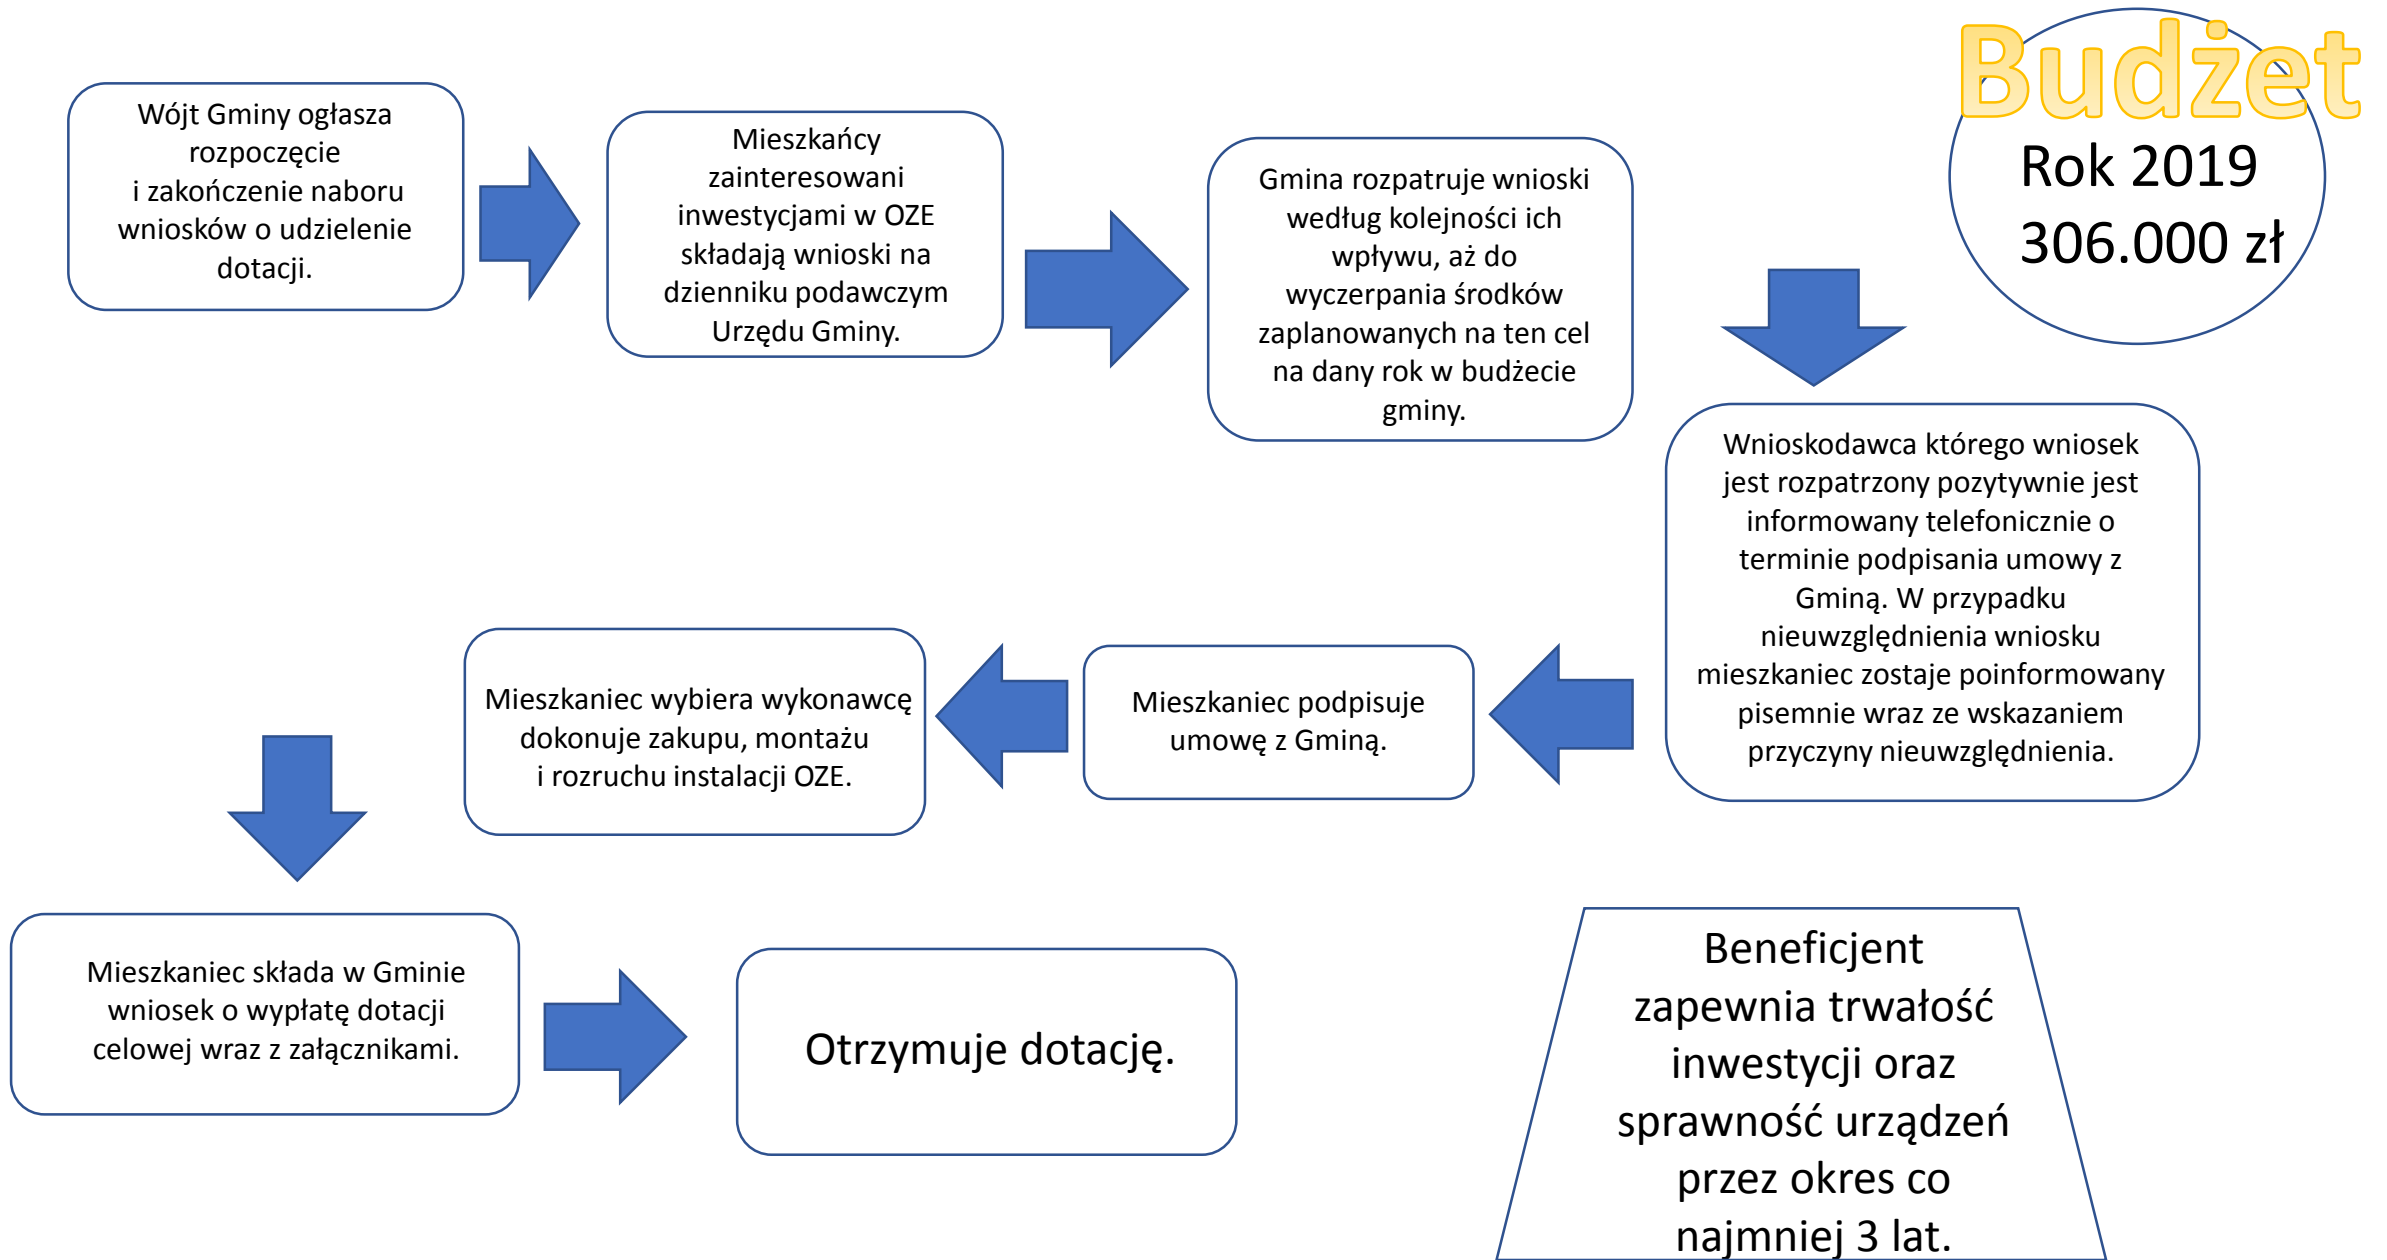 Budżet
Rok 2019
306.000 zł
Wójt Gminy ogłasza
rozpoczęcie
i zakończenie naboru
wniosków o udzielenie
dotacji.
Mieszkańcy
zainteresowani
inwestycjami w OZE
składają wnioski na
dzienniku podawczym
Urzędu Gminy.
Gmina rozpatruje wnioski
według kolejności ich
wpływu, aż do
wyczerpania środków
zaplanowanych na ten cel
na dany rok w budżecie
gminy.
Wnioskodawca którego wniosek
jest rozpatrzony pozytywnie jest
informowany telefonicznie o
terminie podpisania umowy z
Gminą. W przypadku
nieuwzględnienia wniosku
mieszkaniec zostaje poinformowany
pisemnie wraz ze wskazaniem
przyczyny nieuwzględnienia.
Mieszkaniec podpisuje
umowę z Gminą.
Mieszkaniec wybiera wykonawcę
dokonuje zakupu, montażu
i rozruchu instalacji OZE.
Mieszkaniec składa w Gminie
wniosek o wypłatę dotacji
celowej wraz z załącznikami.
Otrzymuje dotację.
Beneficjent
zapewnia trwałość
inwestycji oraz
sprawność urządzeń
przez okres co
najmniej 3 lat.